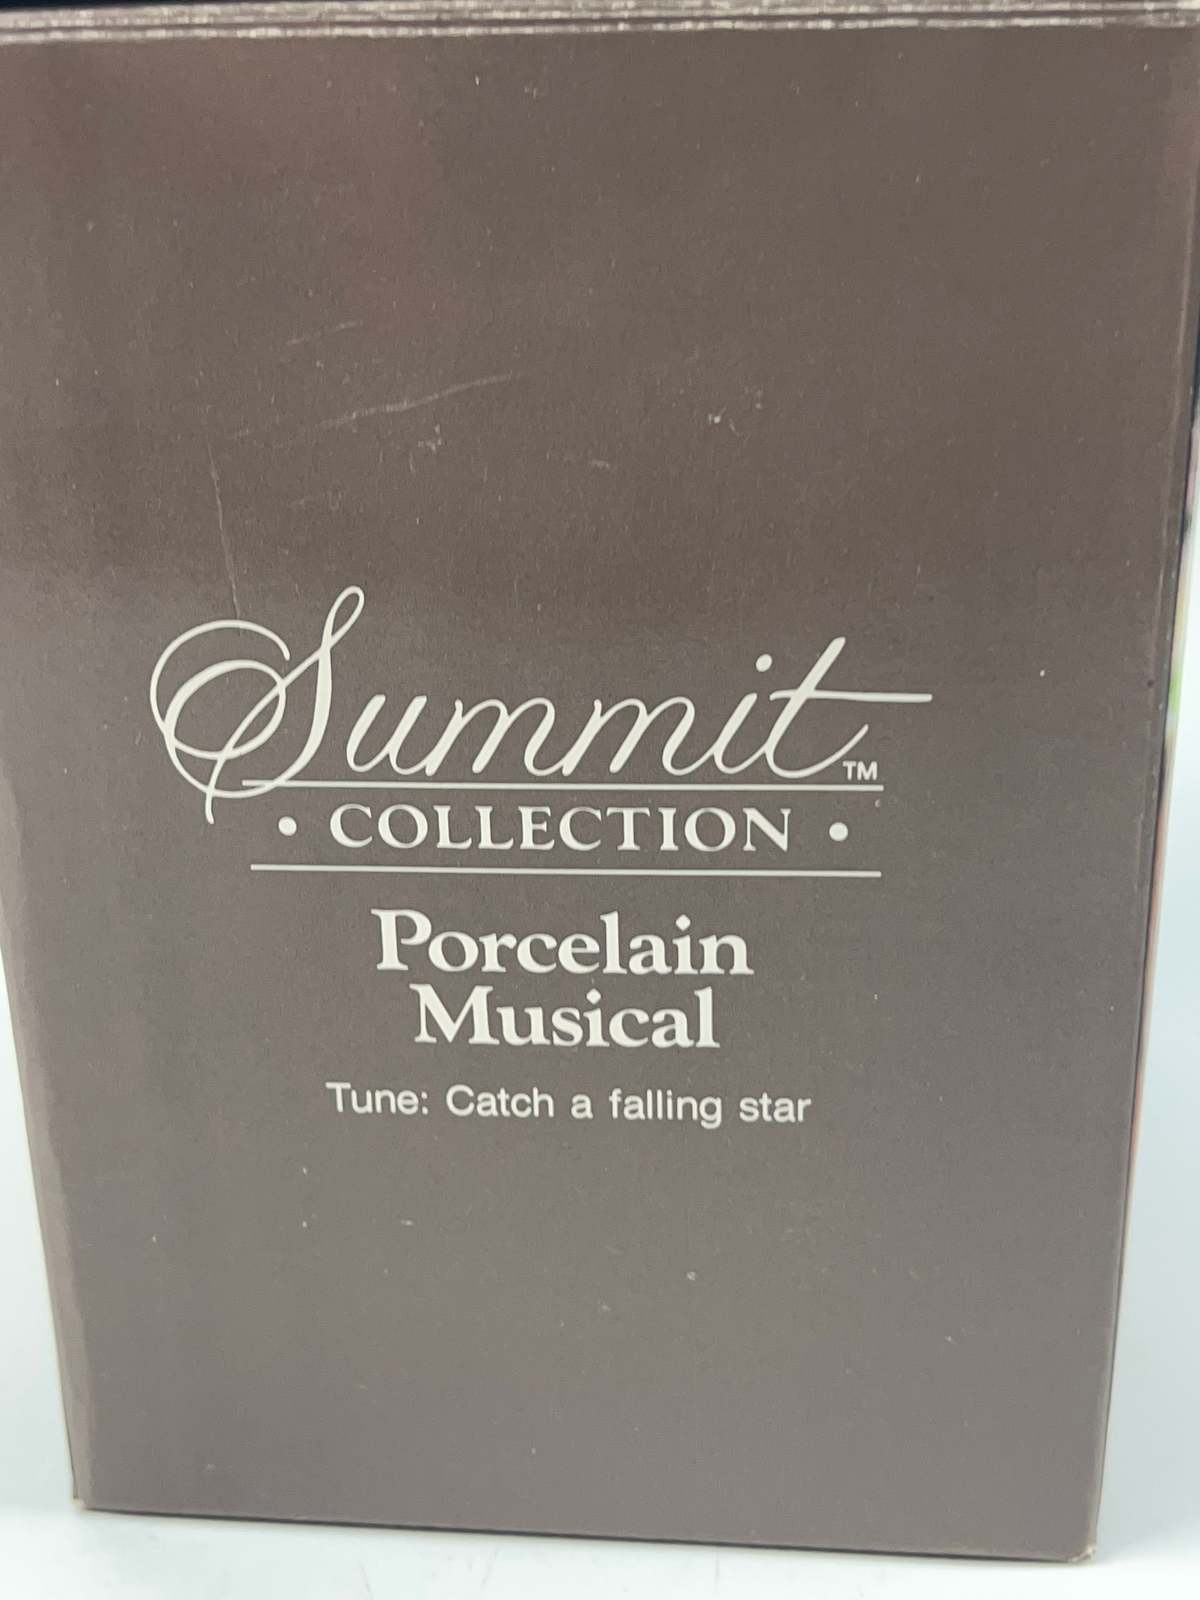 Summit™
• COLLECTION •
Porcelain
Musical
Tune: Catch a falling star